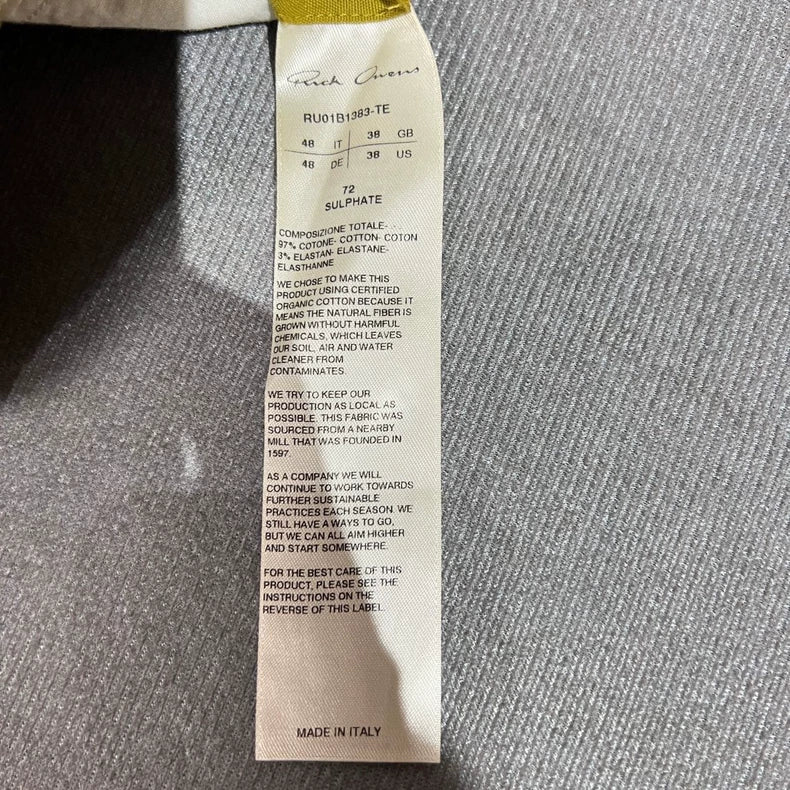 Rick Owens
RU01B1383-TE
48 IT 38 GB
48 DE 38 US
72
SULPHATE
COMPOSIZIONE TOTALE- . .
97% COTONE- COTTON- COTON
3% ELASTAN- ELASTANE-
ELASTHANNE
WE CHOSE TO MAKE THIS
PRODUCT USING CERTIFIED
ORGANIC COTTON BECAUSE IT
MEANS THE NATURAL FIBER IS
GROWN WITHOUT HARMFUL
CHEMICALS, WHICH LEAVES
OUR SOIL, AIR AND WATER
CLEANER FROM
CONTAMINATES.
WE TRY TO KEEP OUR
PRODUCTION AS LOCAL AS
POSSIBLE. THIS FABRIC WAS
SOURCED FROM A NEARBY
MILL THAT WAS FOUNDED IN
1597.
AS A COMPANY WE WILL
CONTINUE TO WORK TOWARDS
FURTHER SUSTAINABLE
PRACTICES EACH SEASON. WE
STILL HAVE A WAYS TO GO,
BUT WE CAN ALL AIM HIGHER
AND START SOMEWHERE.
FOR THE BEST CARE OF THIS
PRODUCT, PLEASE SEE THE
INSTRUCTIONS ON THE
REVERSE OF THIS LABEL.
MADE IN ITALY